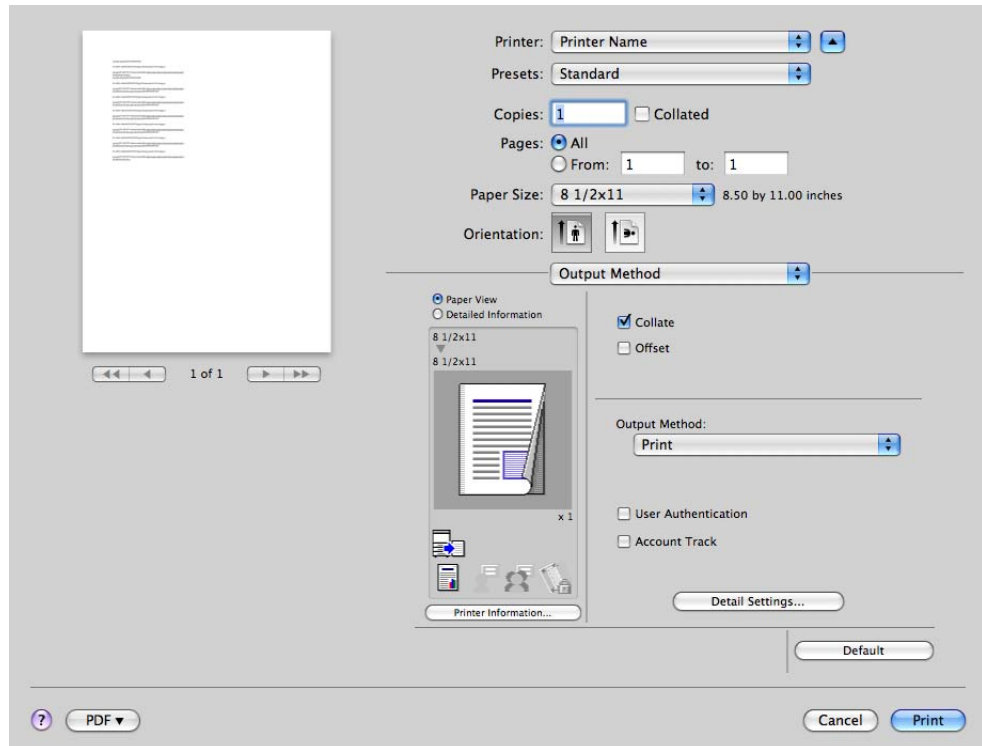 Printer: Printer Name
Presets: Standard
Copies: 1 Collated
Pages: All
From: 1 to: 1
Paper Size: 8 1/2x11 8.50 by 11.00 inches
Orientation:
Output Method
Paper View
Detailed Information
8 1/2x11
8 1/2x11
x 1
Printer Information...
Collate
Offset
Output Method:
Print
User Authentication
Account Track
Detail Settings...
Default
1 of 1
? PDF▼ Cancel Print